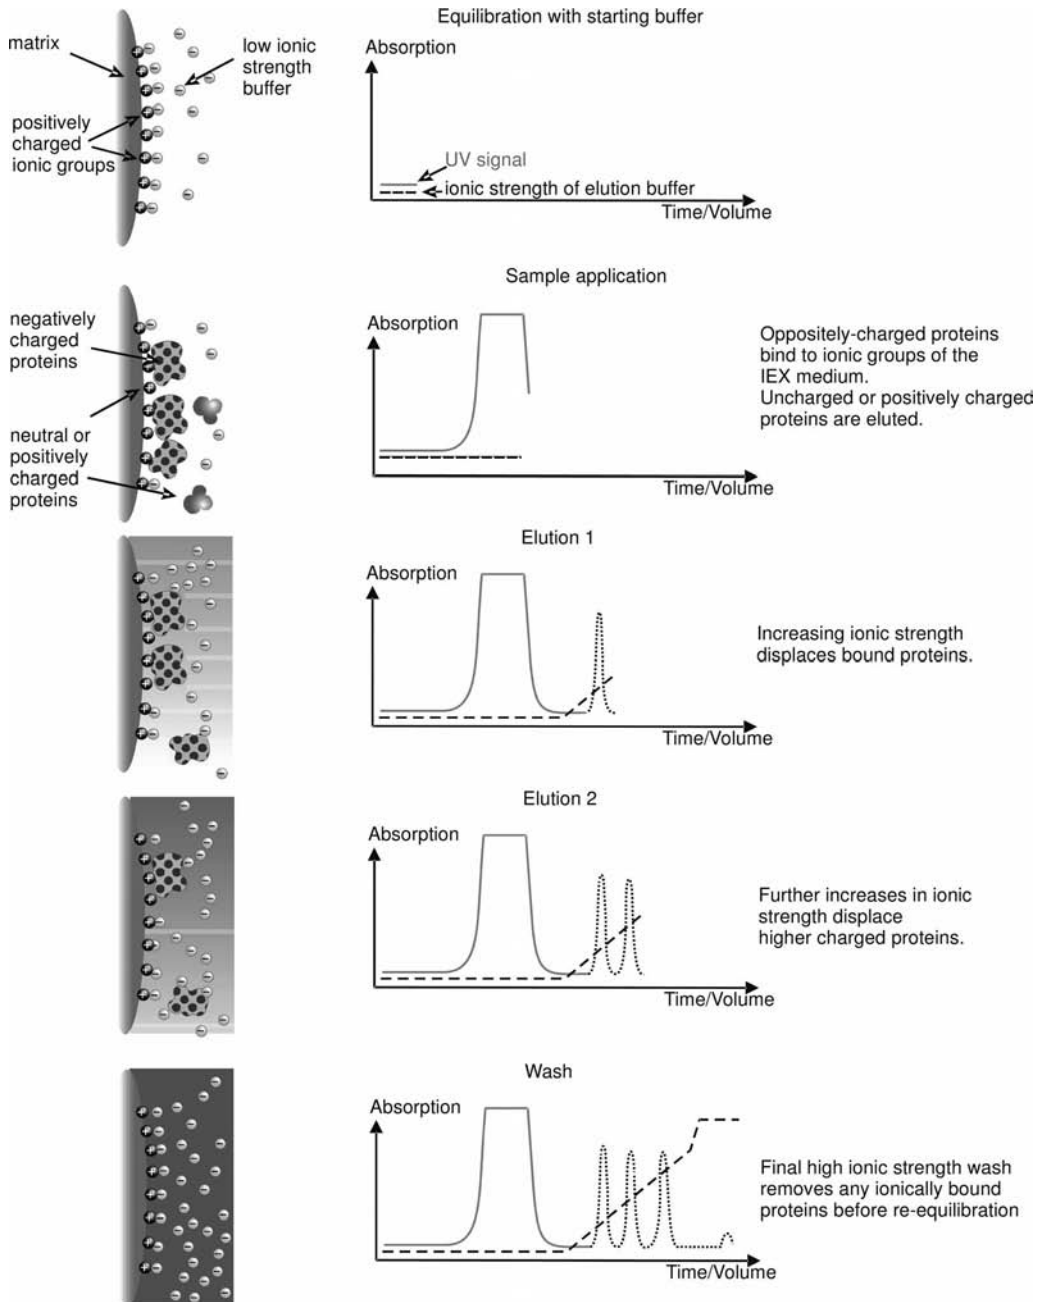 Equilibration with starting buffer
matrix
low ionic
strength
buffer
positively
charged
ionic groups
Absorption
UV signal
ionic strength of elution buffer
Time/Volume
Sample application
negatively
charged
proteins
neutral or
positively
charged
proteins
Absorption
Time/Volume
Oppositely-charged proteins
bind to ionic groups of the
IEX medium.
Uncharged or positively charged
proteins are eluted.
Elution 1
Absorption
Time/Volume
Increasing ionic strength
displaces bound proteins.
Elution 2
Absorption
Time/Volume
Further increases in ionic
strength displace
higher charged proteins.
Wash
Absorption
Time/Volume
Final high ionic strength wash
removes any ionically bound
proteins before re-equilibration